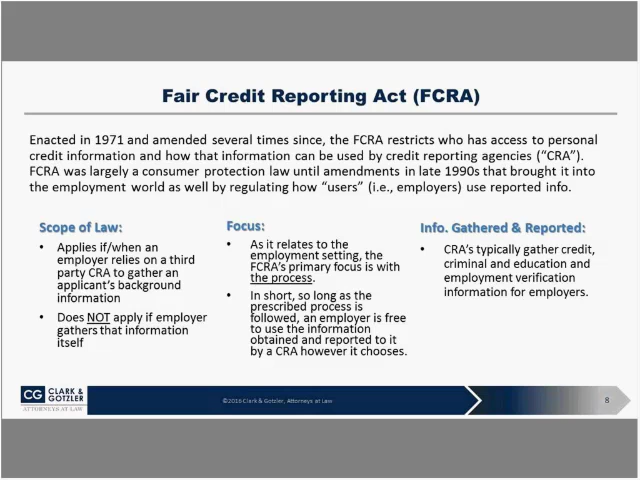 Fair Credit Reporting Act (FCRA)
Enacted in 1971 and amended several times since, the FCRA restricts who has access to personal
credit information and how that information can be used by credit reporting agencies (“CRA”).
FCRA was largely a consumer protection law until amendments in late 1990s that brought it into
the employment world as well by regulating how “users” (i.e., employers) use reported info.
Scope of Law:
• Applies if/when an
employer relies on a third
party CRA to gather an
applicant’s background
information
• Does NOT apply if employer
gathers that information
itself
Focus:
• As it relates to the
employment setting, the
FCRA’s primary focus is with
the process.
• In short, so long as the
prescribed process is
followed, an employer is free
to use the information
obtained and reported to it
by a CRA however it chooses.
Info. Gathered & Reported:
• CRA’s typically gather credit,
criminal and education and
employment verification
information for employers.
CG CLARK &
GOTZLER
ATTORNEYS AT LAW
©2016 Clark & Gotzler, Attorneys at Law
8